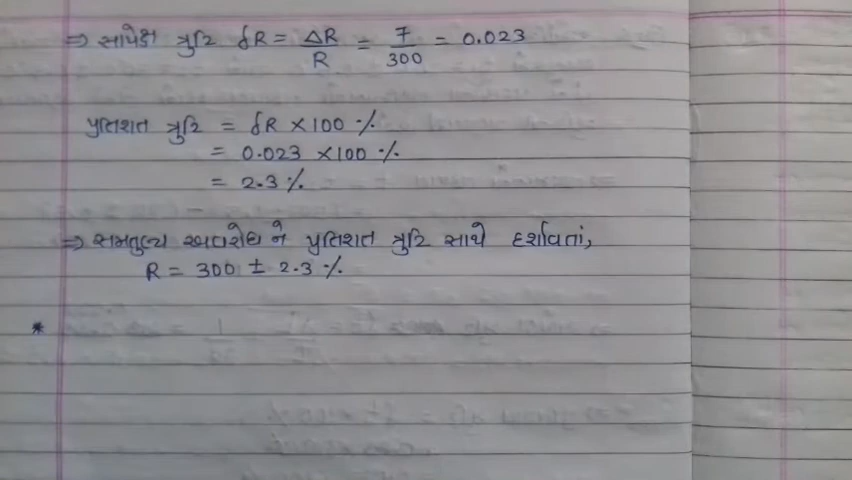 ⇒ સાપેક્ષ ત્રુટિ δR = ΔR/R = 7/300 = 0.023
પ્રતિશત ત્રુટિ = δR × 100 %
= 0.023 × 100 %
= 2.3 %
⇒ સમતુલ્ય અવરોધ ને પ્રતિશત ત્રુટિ સાથે દર્શાવતાં,
R = 300 ± 2.3 %
*